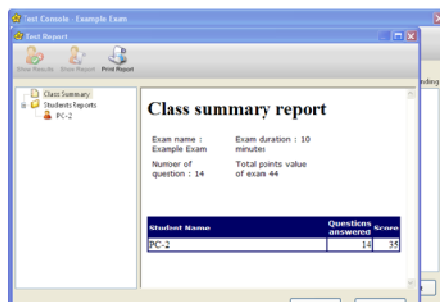 Test Console - Example Exam
Test Report
Show Results Show Report Print Report
Class Summary
Students Reports
PC-2
Class summary report
Exam name : Example Exam
Exam duration : 10 minutes
Number of question : 14
Total points value of exam 44
Student Name Questions answered Score
PC-2 14 35
nding